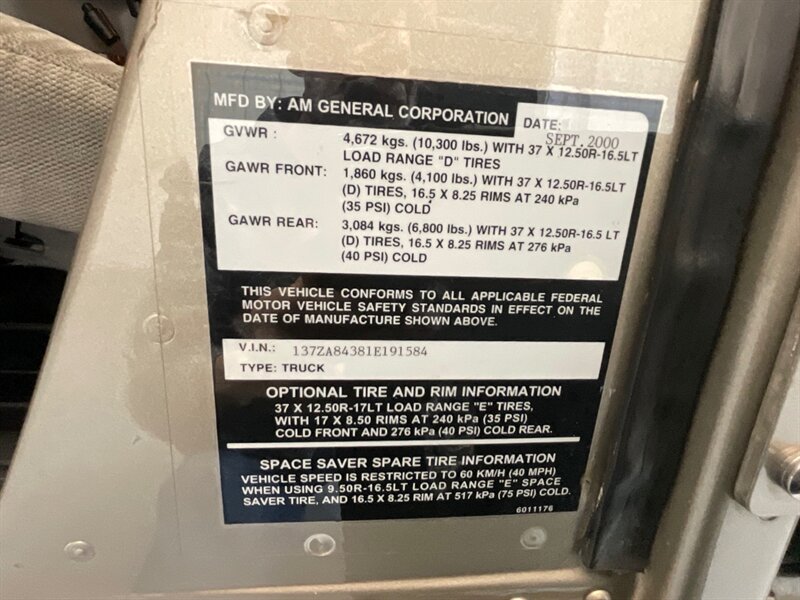 MFD BY: AM GENERAL CORPORATION
DATE:
SEPT.2000
GVWR : 4,672 kgs. (10,300 lbs.) WITH 37 X 12.50R-16.5LT
LOAD RANGE "D" TIRES
GAWR FRONT: 1,860 kgs. (4,100 lbs.) WITH 37 X 12.50R-16.5LT
(D) TIRES, 16.5 X 8.25 RIMS AT 240 kPa
(35 PSI) COLD
GAWR REAR: 3,084 kgs. (6,800 lbs.) WITH 37 X 12.50R-16.5 LT
(D) TIRES, 16.5 X 8.25 RIMS AT 276 kPa
(40 PSI) COLD
THIS VEHICLE CONFORMS TO ALL APPLICABLE FEDERAL
MOTOR VEHICLE SAFETY STANDARDS IN EFFECT ON THE
DATE OF MANUFACTURE SHOWN ABOVE.
V.I.N.: 137ZA84381E191584
TYPE: TRUCK
OPTIONAL TIRE AND RIM INFORMATION
37 X 12.50R-17LT LOAD RANGE "E" TIRES,
WITH 17 X 8.50 RIMS AT 240 kPa (35 PSI)
COLD FRONT AND 276 kPa (40 PSI) COLD REAR.
SPACE SAVER SPARE TIRE INFORMATION
VEHICLE SPEED IS RESTRICTED TO 60 KM/H (40 MPH)
WHEN USING 9.50R-16.5LT LOAD RANGE "E" SPACE
SAVER TIRE, AND 16.5 X 8.25 RIM AT 517 kPa (75 PSI) COLD.
6011176